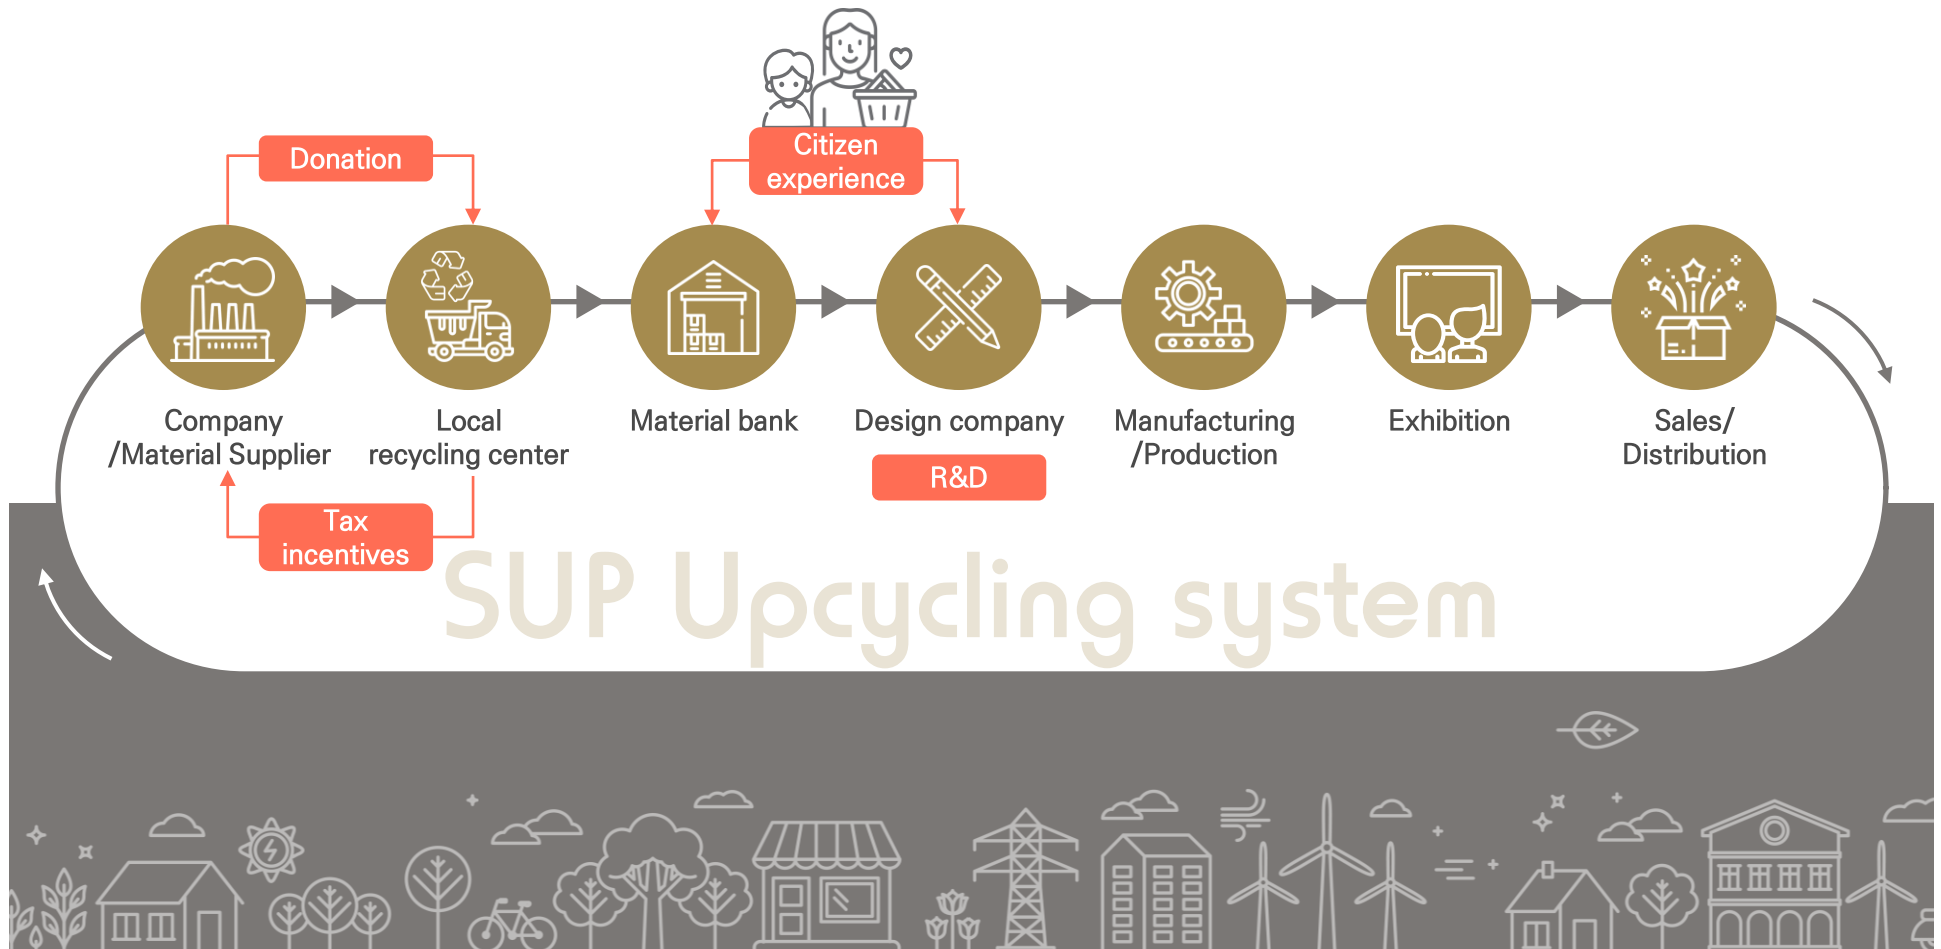 Citizen
experience
Donation
Company
/Material Supplier
Local
recycling center
Material bank
Design company
Manufacturing
/Production
Exhibition
Sales/
Distribution
R&D
Tax
incentives
SUP Upcycling system